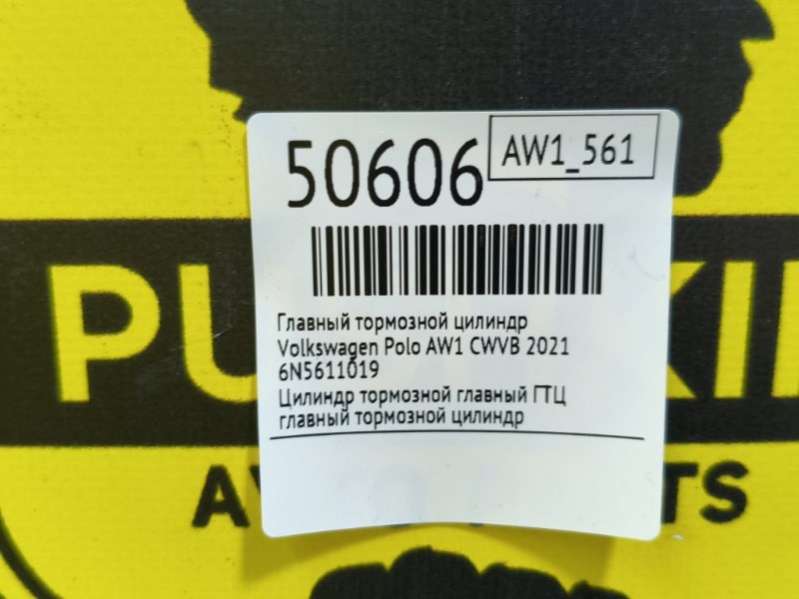 50606
AW1_561
Главный тормозной цилиндр
Volkswagen Polo AW1 CWVB 2021
6N5611019
Цилиндр тормозной главный ГТЦ
главный тормозной цилиндр